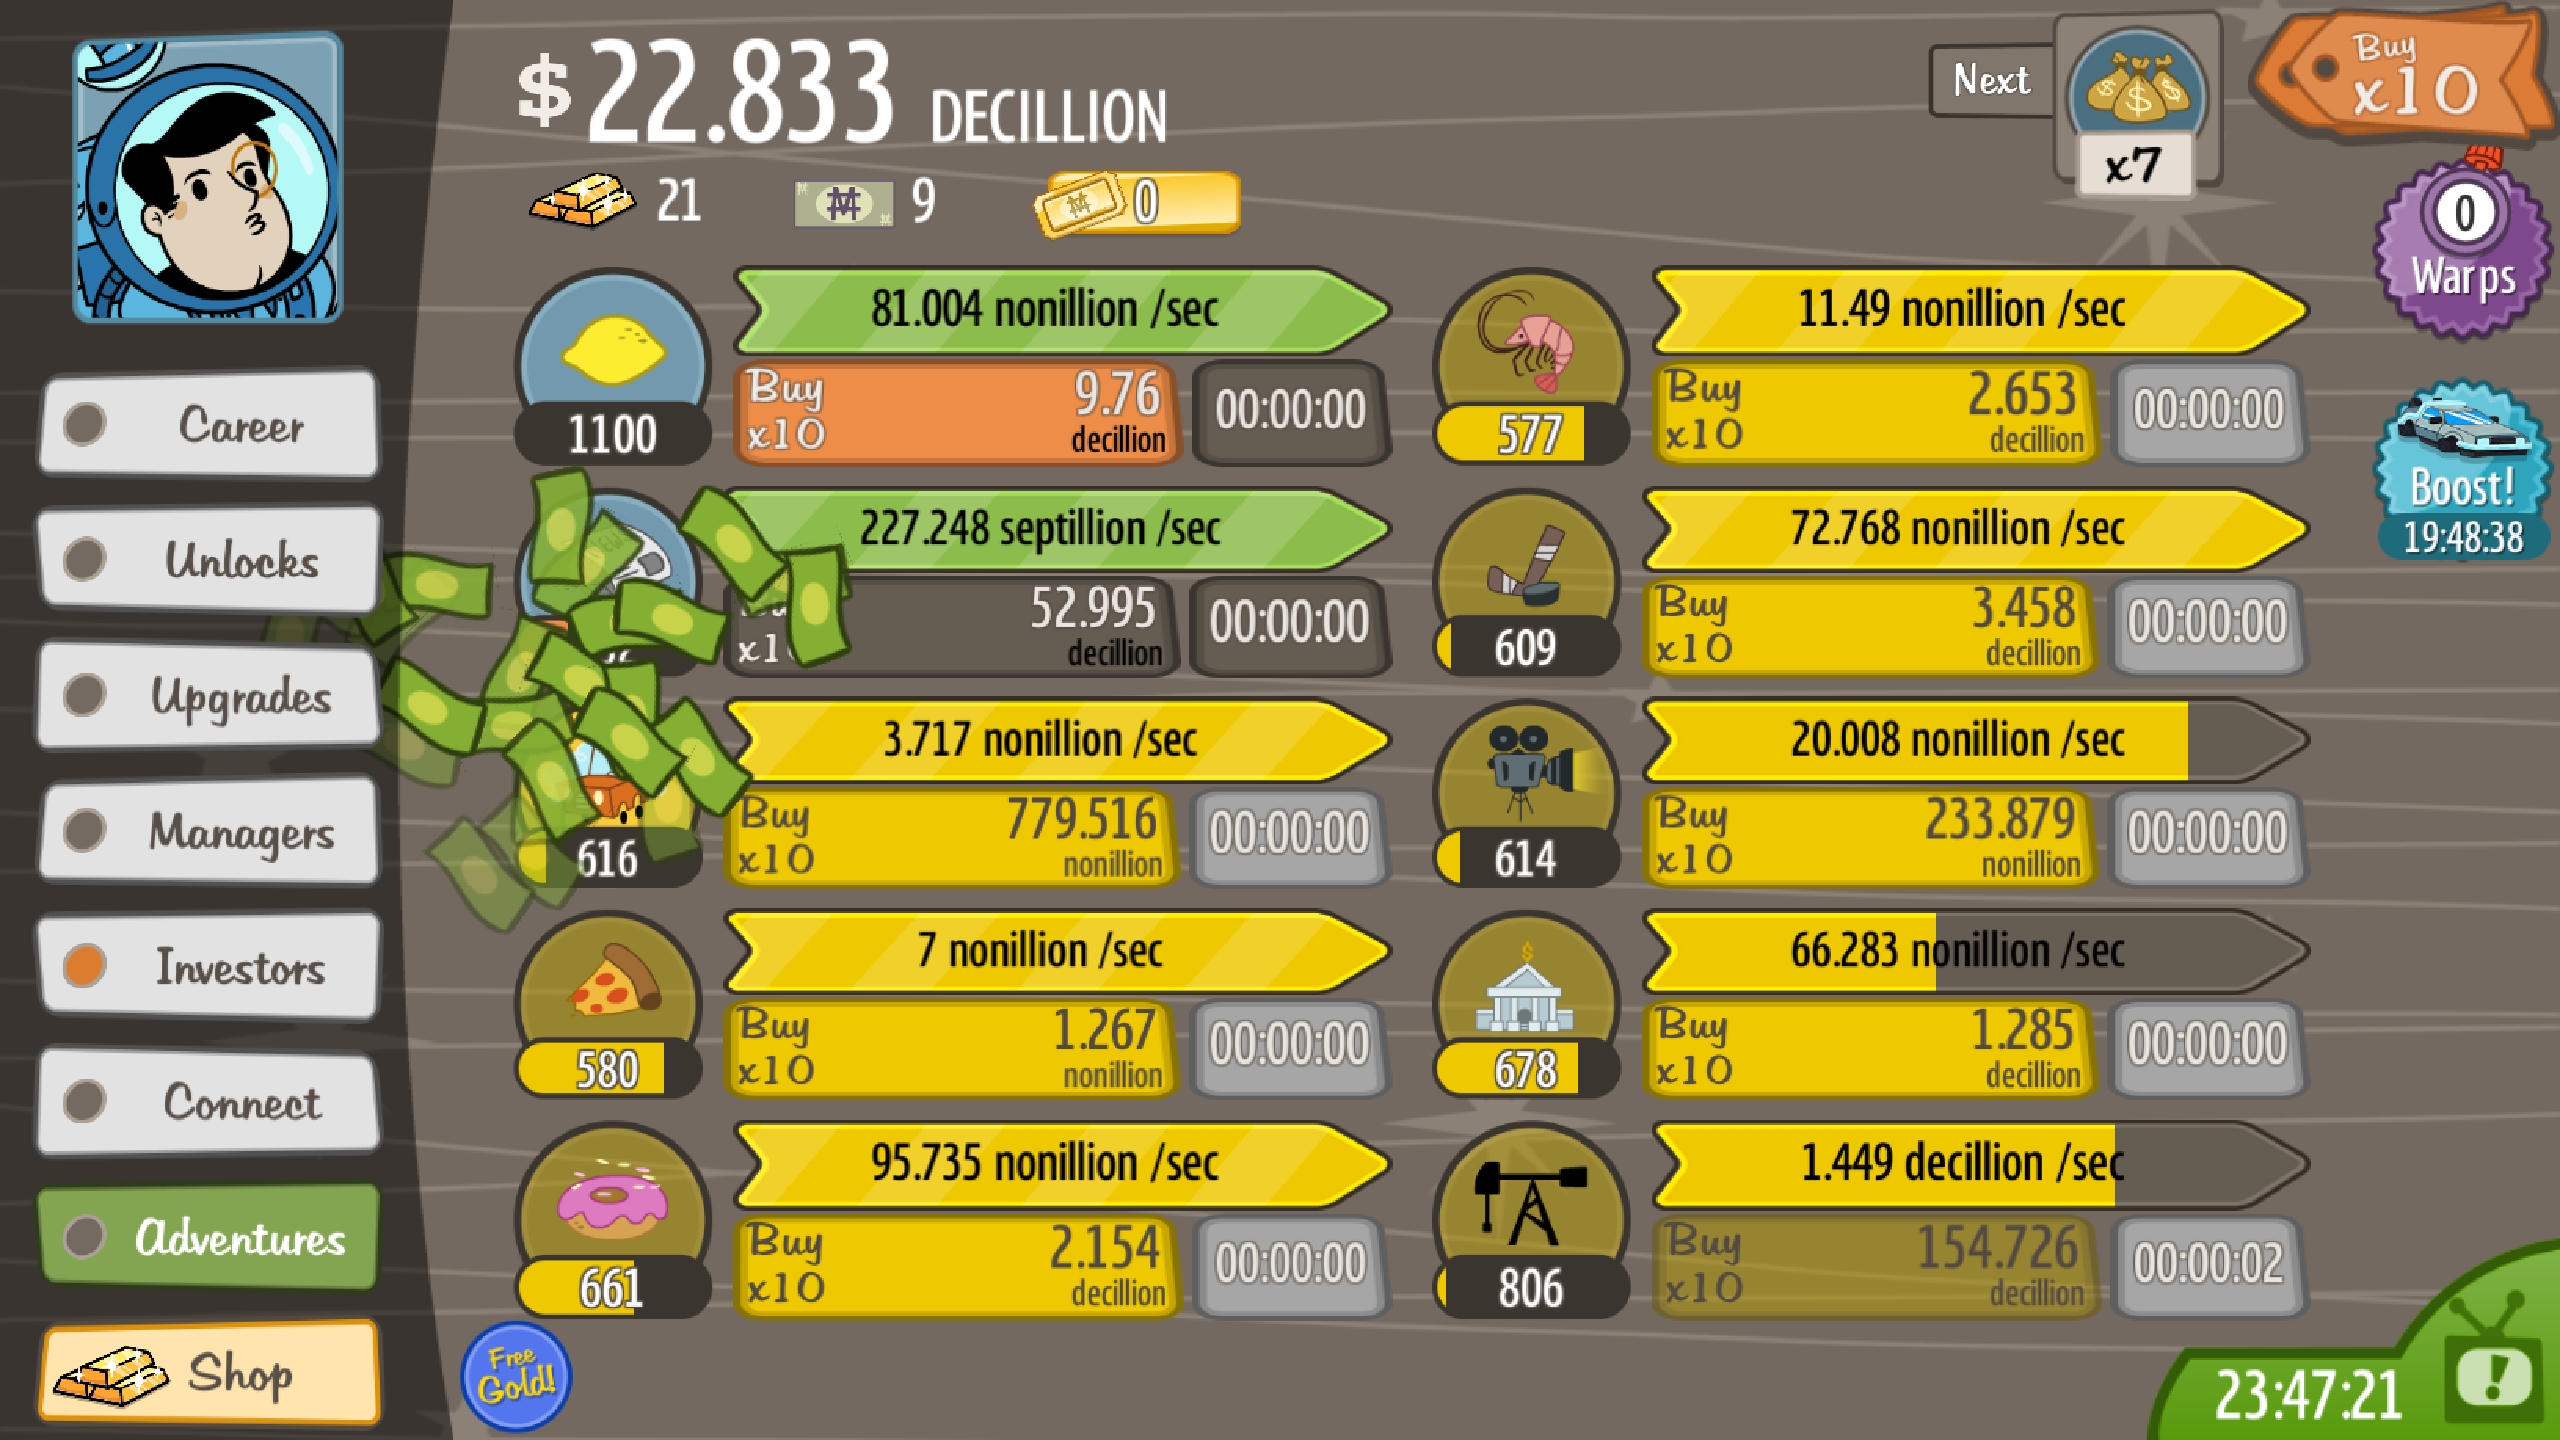 $22.833 DECILLION
Next
x7
Buy
x10
21
9
0
0
Warps
Boost!
19:48:38
Career
Unlocks
Upgrades
Managers
Investors
Connect
Adventures
Shop
81.004 nonillion /sec
1100
Buy
x10
9.76
decillion
00:00:00
227.248 septillion /sec
52.995
decillion
00:00:00
3.717 nonillion /sec
616
Buy
x10
779.516
nonillion
00:00:00
7 nonillion /sec
580
Buy
x10
1.267
nonillion
00:00:00
95.735 nonillion /sec
661
Buy
x10
2.154
decillion
00:00:00
11.49 nonillion /sec
577
Buy
x10
2.653
decillion
00:00:00
72.768 nonillion /sec
609
Buy
x10
3.458
decillion
00:00:00
20.008 nonillion /sec
614
Buy
x10
233.879
nonillion
00:00:00
66.283 nonillion /sec
678
Buy
x10
1.285
decillion
00:00:00
1.449 decillion /sec
806
Buy
x10
154.726
decillion
00:00:02
Free
Gold!
23:47:21